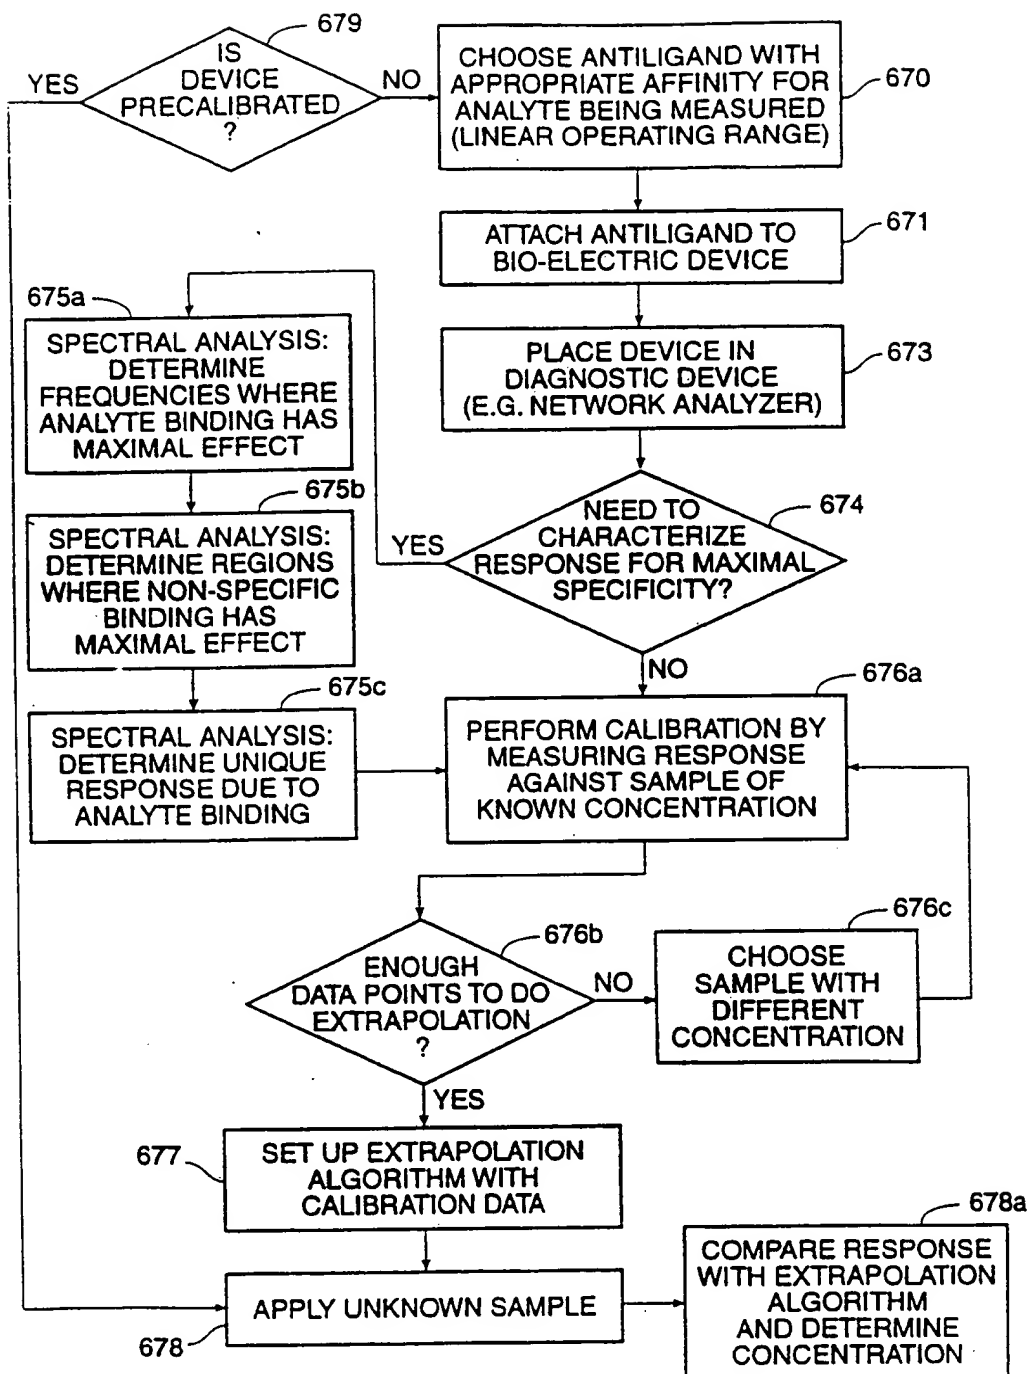 679
IS
DEVICE
PRECALIBRATED
?
YES
NO
CHOOSE ANTILIGAND WITH
APPROPRIATE AFFINITY FOR
ANALYTE BEING MEASURED
(LINEAR OPERATING RANGE)
670
ATTACH ANTILIGAND TO
BIO-ELECTRIC DEVICE
671
PLACE DEVICE IN
DIAGNOSTIC DEVICE
(E.G. NETWORK ANALYZER)
673
675a
SPECTRAL ANALYSIS:
DETERMINE
FREQUENCIES WHERE
ANALYTE BINDING HAS
MAXIMAL EFFECT
675b
SPECTRAL ANALYSIS:
DETERMINE REGIONS
WHERE NON-SPECIFIC
BINDING HAS
MAXIMAL EFFECT
675c
SPECTRAL ANALYSIS:
DETERMINE UNIQUE
RESPONSE DUE TO
ANALYTE BINDING
NEED TO
CHARACTERIZE
RESPONSE FOR MAXIMAL
SPECIFICITY?
674
YES
NO
676a
PERFORM CALIBRATION BY
MEASURING RESPONSE
AGAINST SAMPLE OF
KNOWN CONCENTRATION
ENOUGH
DATA POINTS TO DO
EXTRAPOLATION
?
676b
NO
YES
676c
CHOOSE
SAMPLE WITH
DIFFERENT
CONCENTRATION
677
SET UP EXTRAPOLATION
ALGORITHM WITH
CALIBRATION DATA
APPLY UNKNOWN SAMPLE
678
678a
COMPARE RESPONSE
WITH EXTRAPOLATION
ALGORITHM
AND DETERMINE
CONCENTRATION